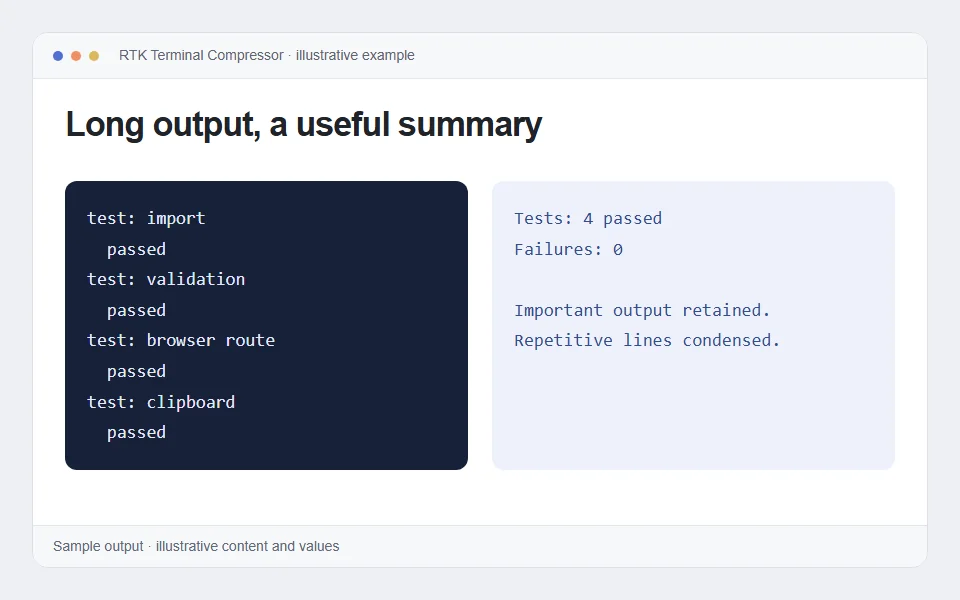 RTK Terminal Compressor · illustrative example
Long output, a useful summary
test: import
passed
test: validation
passed
test: browser route
passed
test: clipboard
passed
Tests: 4 passed
Failures: 0
Important output retained.
Repetitive lines condensed.
Sample output · illustrative content and values